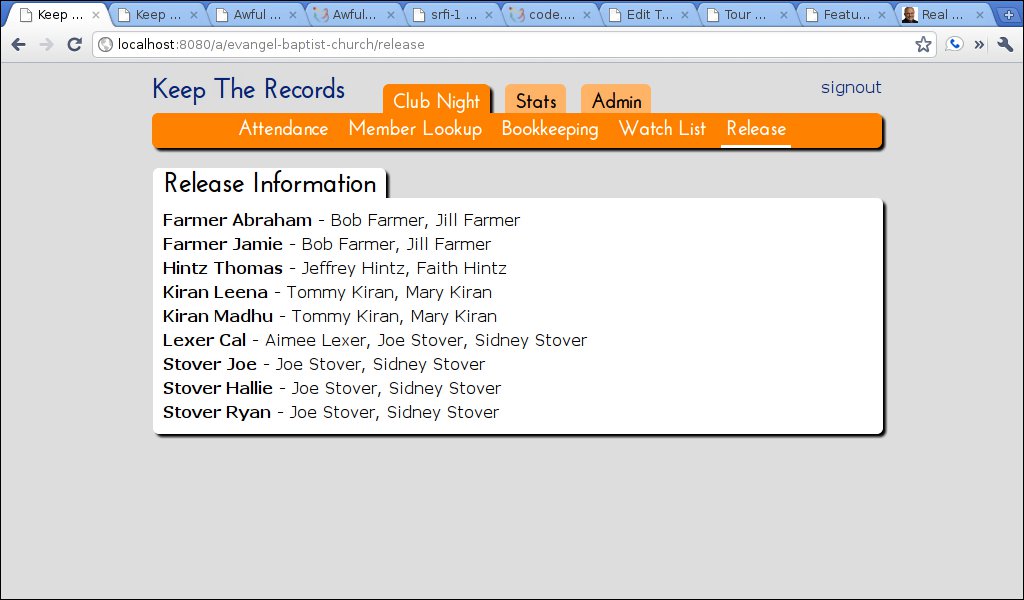 Keep ... Keep ... Awful ... Awful... srfi-1 ... code.... Edit T... Tour ... Featu... Real ...
localhost:8080/a/evangel-baptist-church/release
Keep The Records Club Night Stats Admin signout
Attendance Member Lookup Bookkeeping Watch List Release
Release Information
Farmer Abraham - Bob Farmer, Jill Farmer
Farmer Jamie - Bob Farmer, Jill Farmer
Hintz Thomas - Jeffrey Hintz, Faith Hintz
Kiran Leena - Tommy Kiran, Mary Kiran
Kiran Madhu - Tommy Kiran, Mary Kiran
Lexer Cal - Aimee Lexer, Joe Stover, Sidney Stover
Stover Joe - Joe Stover, Sidney Stover
Stover Hallie - Joe Stover, Sidney Stover
Stover Ryan - Joe Stover, Sidney Stover